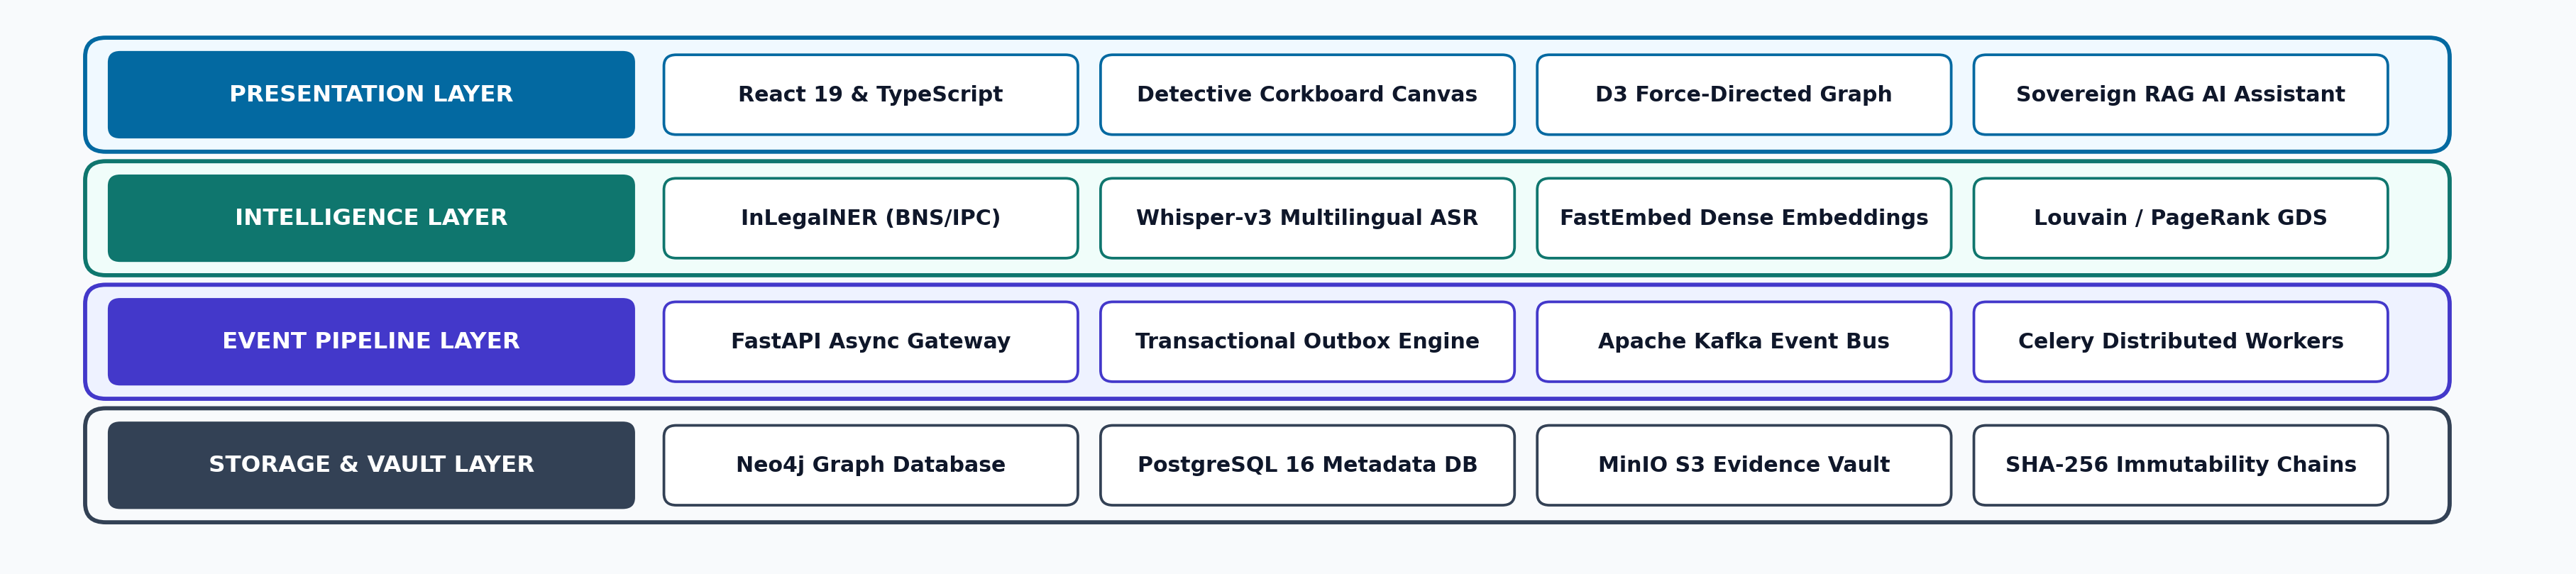 PRESENTATION LAYER
React 19 & TypeScript
Detective Corkboard Canvas
D3 Force-Directed Graph
Sovereign RAG AI Assistant
INTELLIGENCE LAYER
InLegalNER (BNS/IPC)
Whisper-v3 Multilingual ASR
FastEmbed Dense Embeddings
Louvain / PageRank GDS
EVENT PIPELINE LAYER
FastAPI Async Gateway
Transactional Outbox Engine
Apache Kafka Event Bus
Celery Distributed Workers
STORAGE & VAULT LAYER
Neo4j Graph Database
PostgreSQL 16 Metadata DB
MinIO S3 Evidence Vault
SHA-256 Immutability Chains